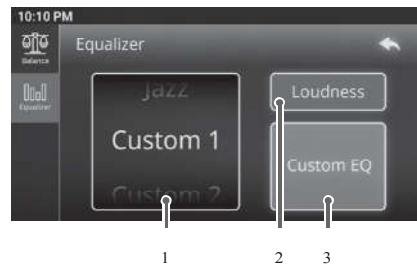 10:10 PM
Balance
Equalizer
Equalizer
Jazz
Custom 1
Custom 2
Loudness
Custom EQ
1 2 3